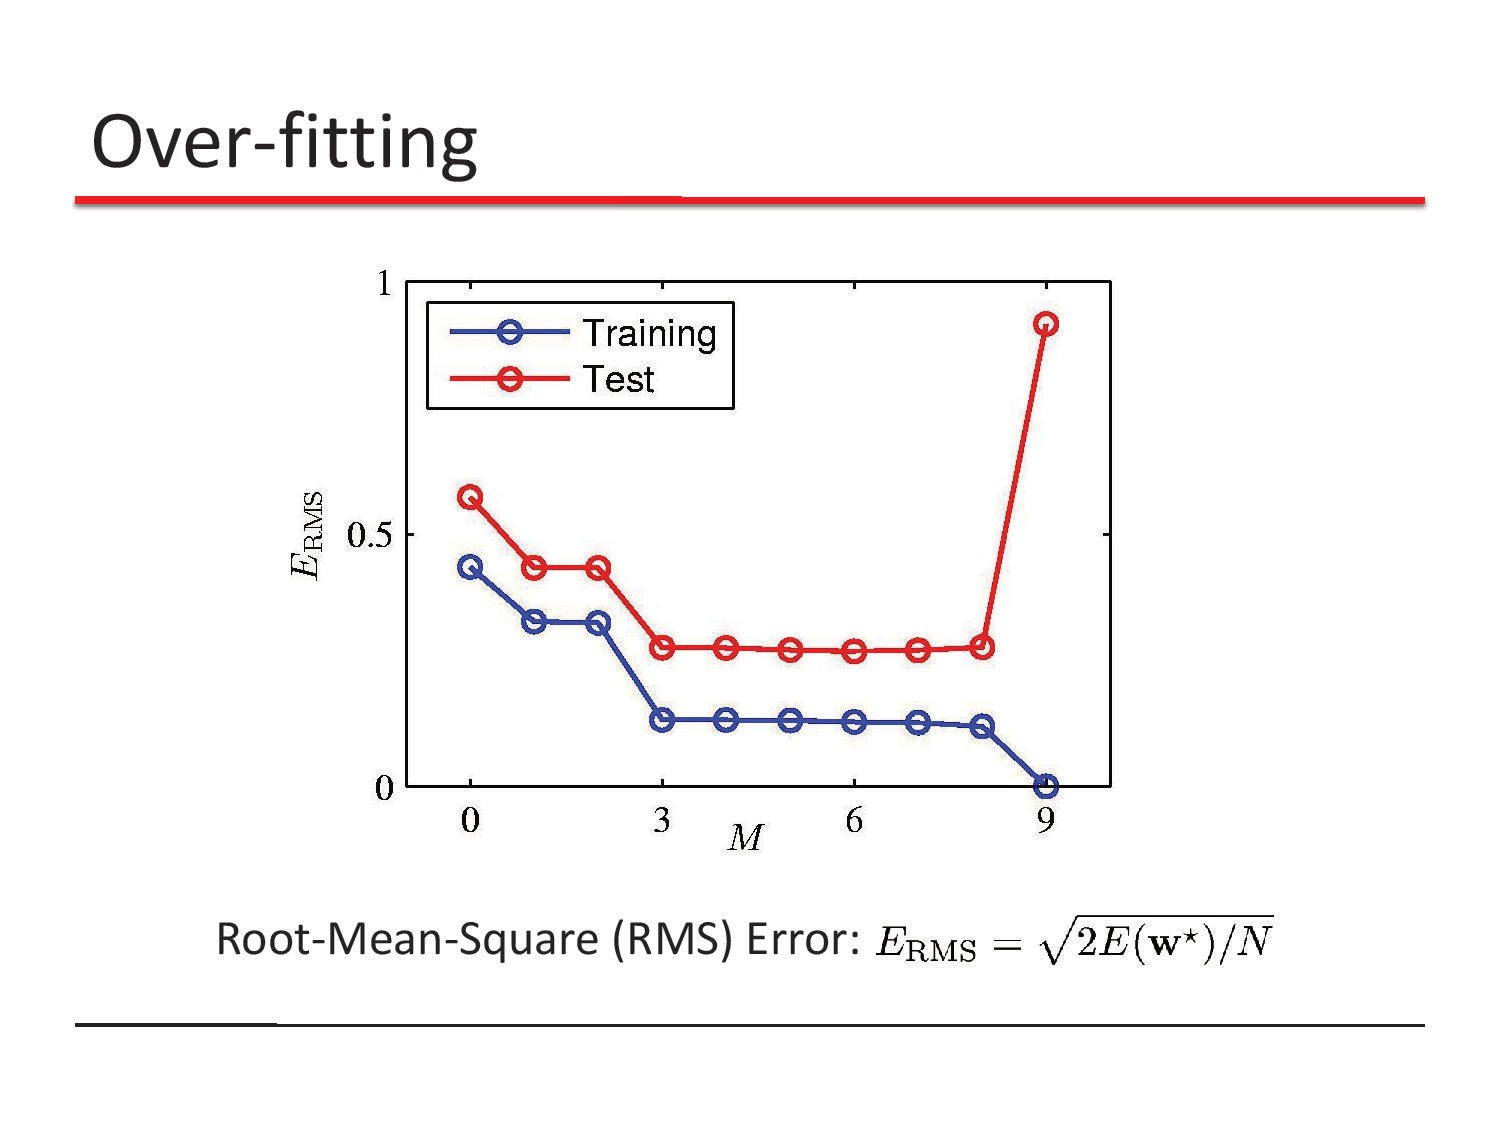 Over-fitting
1
Training
Test
0.5
E_RMS
0
0 3 6 9
M
Root-Mean-Square (RMS) Error: E_RMS = √2E(w⋆)/N